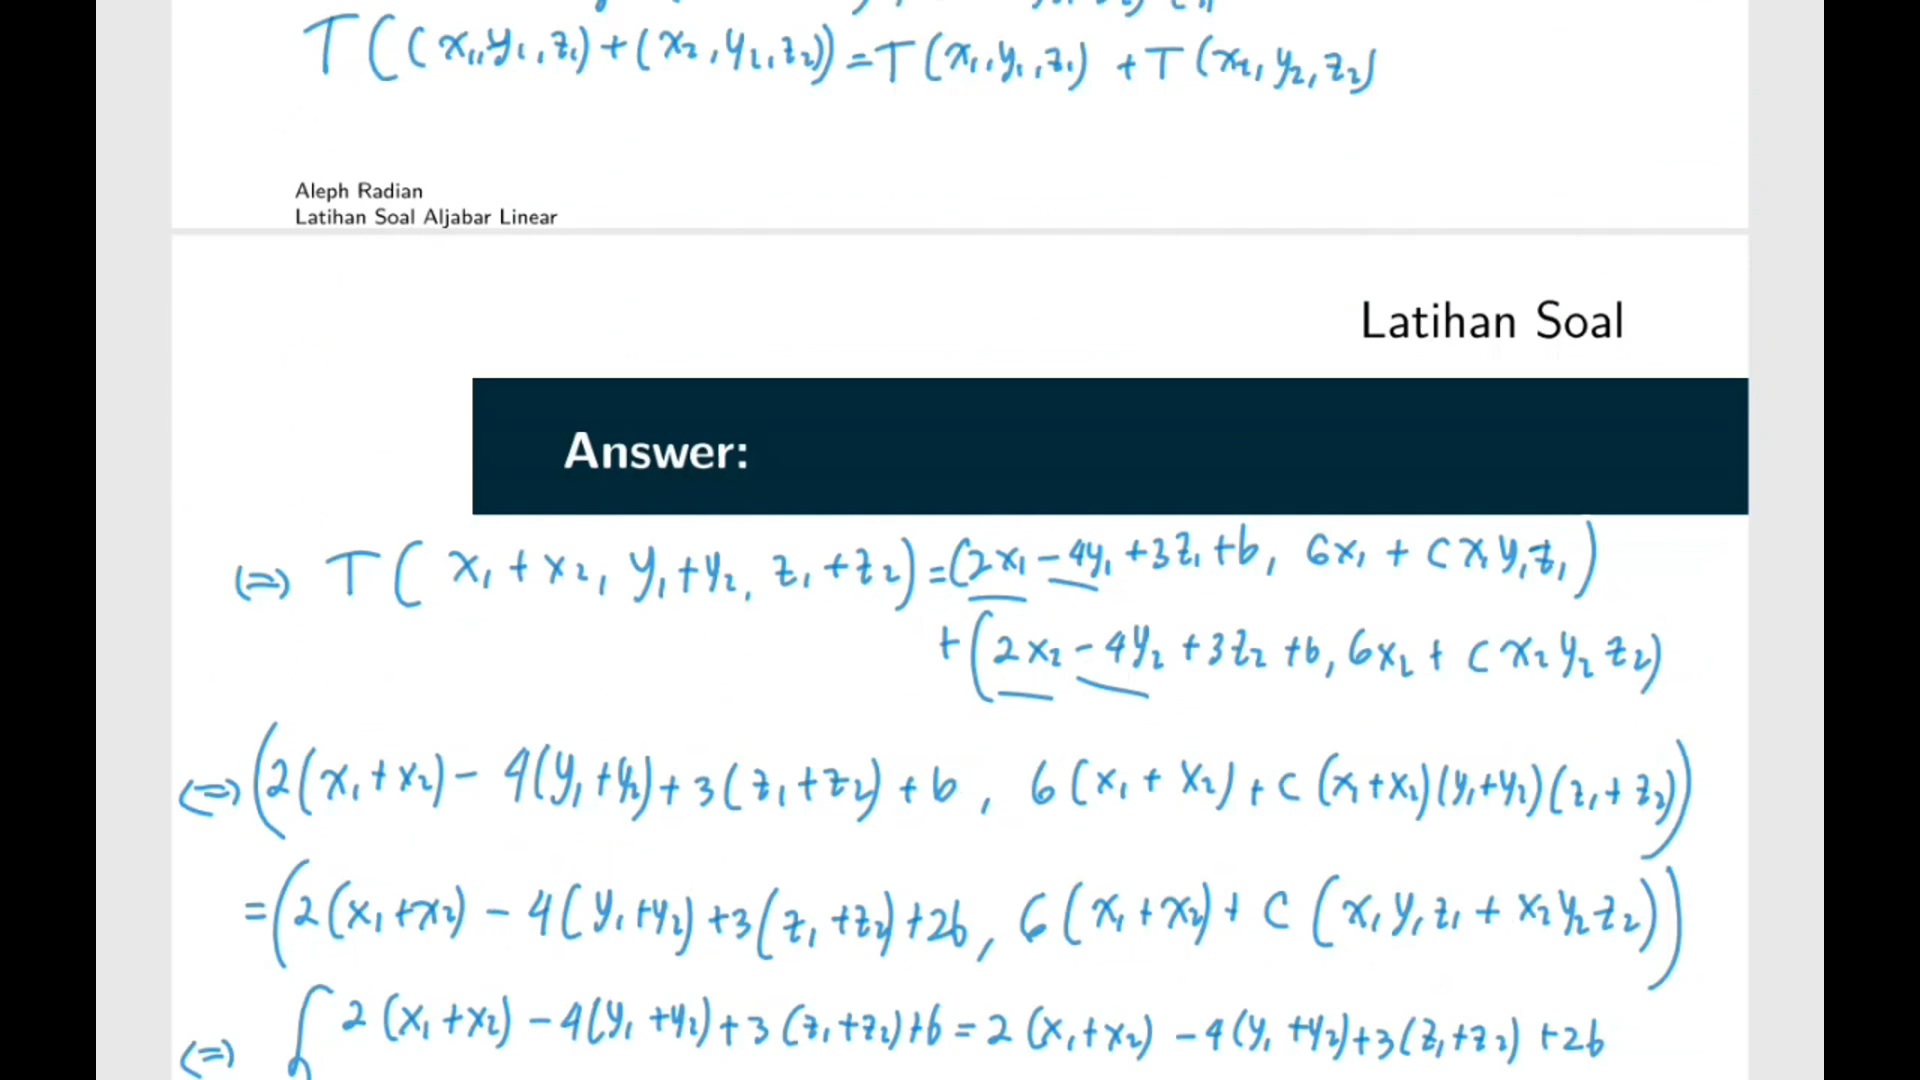 T((x₁,y₁,z₁)+(x₂,y₂,z₂))=T(x₁,y₁,z₁)+T(x₂,y₂,z₂)
Aleph Radian
Latihan Soal Aljabar Linear
Latihan Soal
Answer:
(=) T(x₁+x₂, y₁+y₂, z₁+z₂)=(2x₁-4y₁+3z₁+b, 6x₁+cx₁y₁z₁)
+(2x₂-4y₂+3z₂+b, 6x₂+cx₂y₂z₂)
<=> (2(x₁+x₂)-4(y₁+y₂)+3(z₁+z₂)+b, 6(x₁+x₂)+c(x₁+x₂)(y₁+y₂)(z₁+z₂))
=(2(x₁+x₂)-4(y₁+y₂)+3(z₁+z₂)+2b, 6(x₁+x₂)+c(x₁y₁z₁+x₂y₂z₂))
(=) { 2(x₁+x₂)-4(y₁+y₂)+3(z₁+z₂)+b=2(x₁+x₂)-4(y₁+y₂)+3(z₁+z₂)+2b